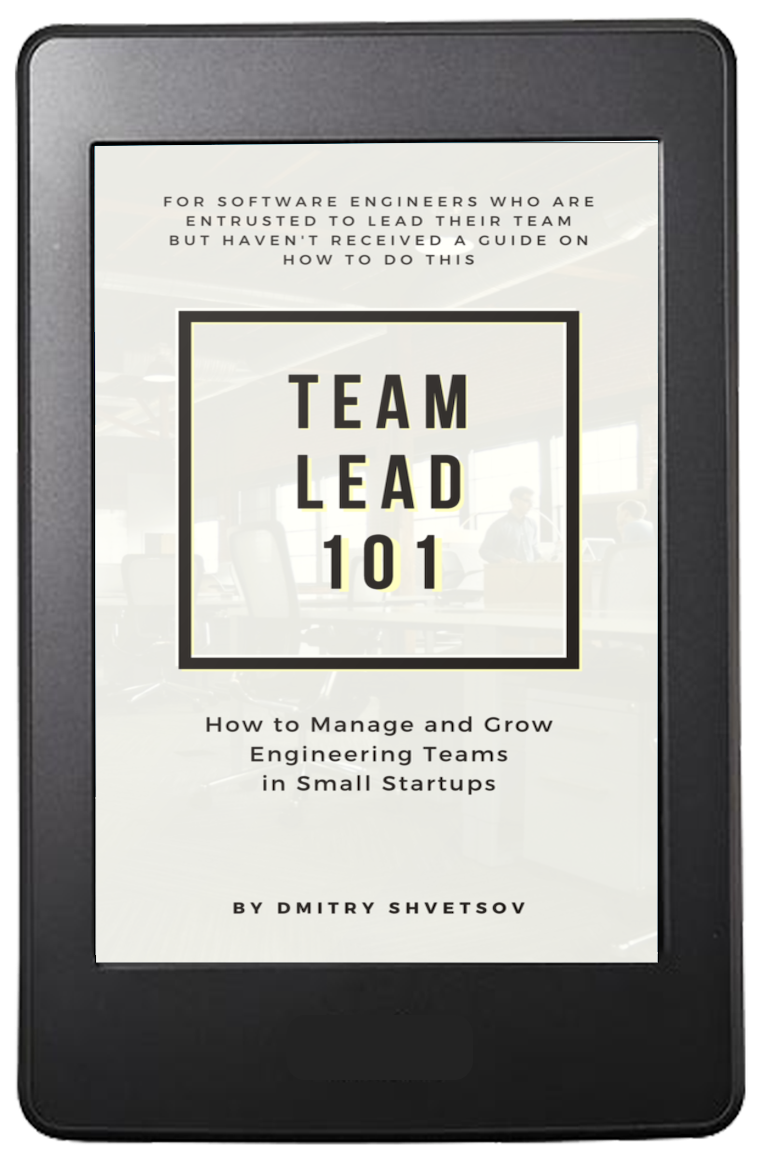 FOR SOFTWARE ENGINEERS WHO ARE
ENTRUSTED TO LEAD THEIR TEAM
BUT HAVEN'T RECEIVED A GUIDE ON
HOW TO DO THIS
TEAM
LEAD
101
How to Manage and Grow
Engineering Teams
in Small Startups
BY DMITRY SHVETSOV